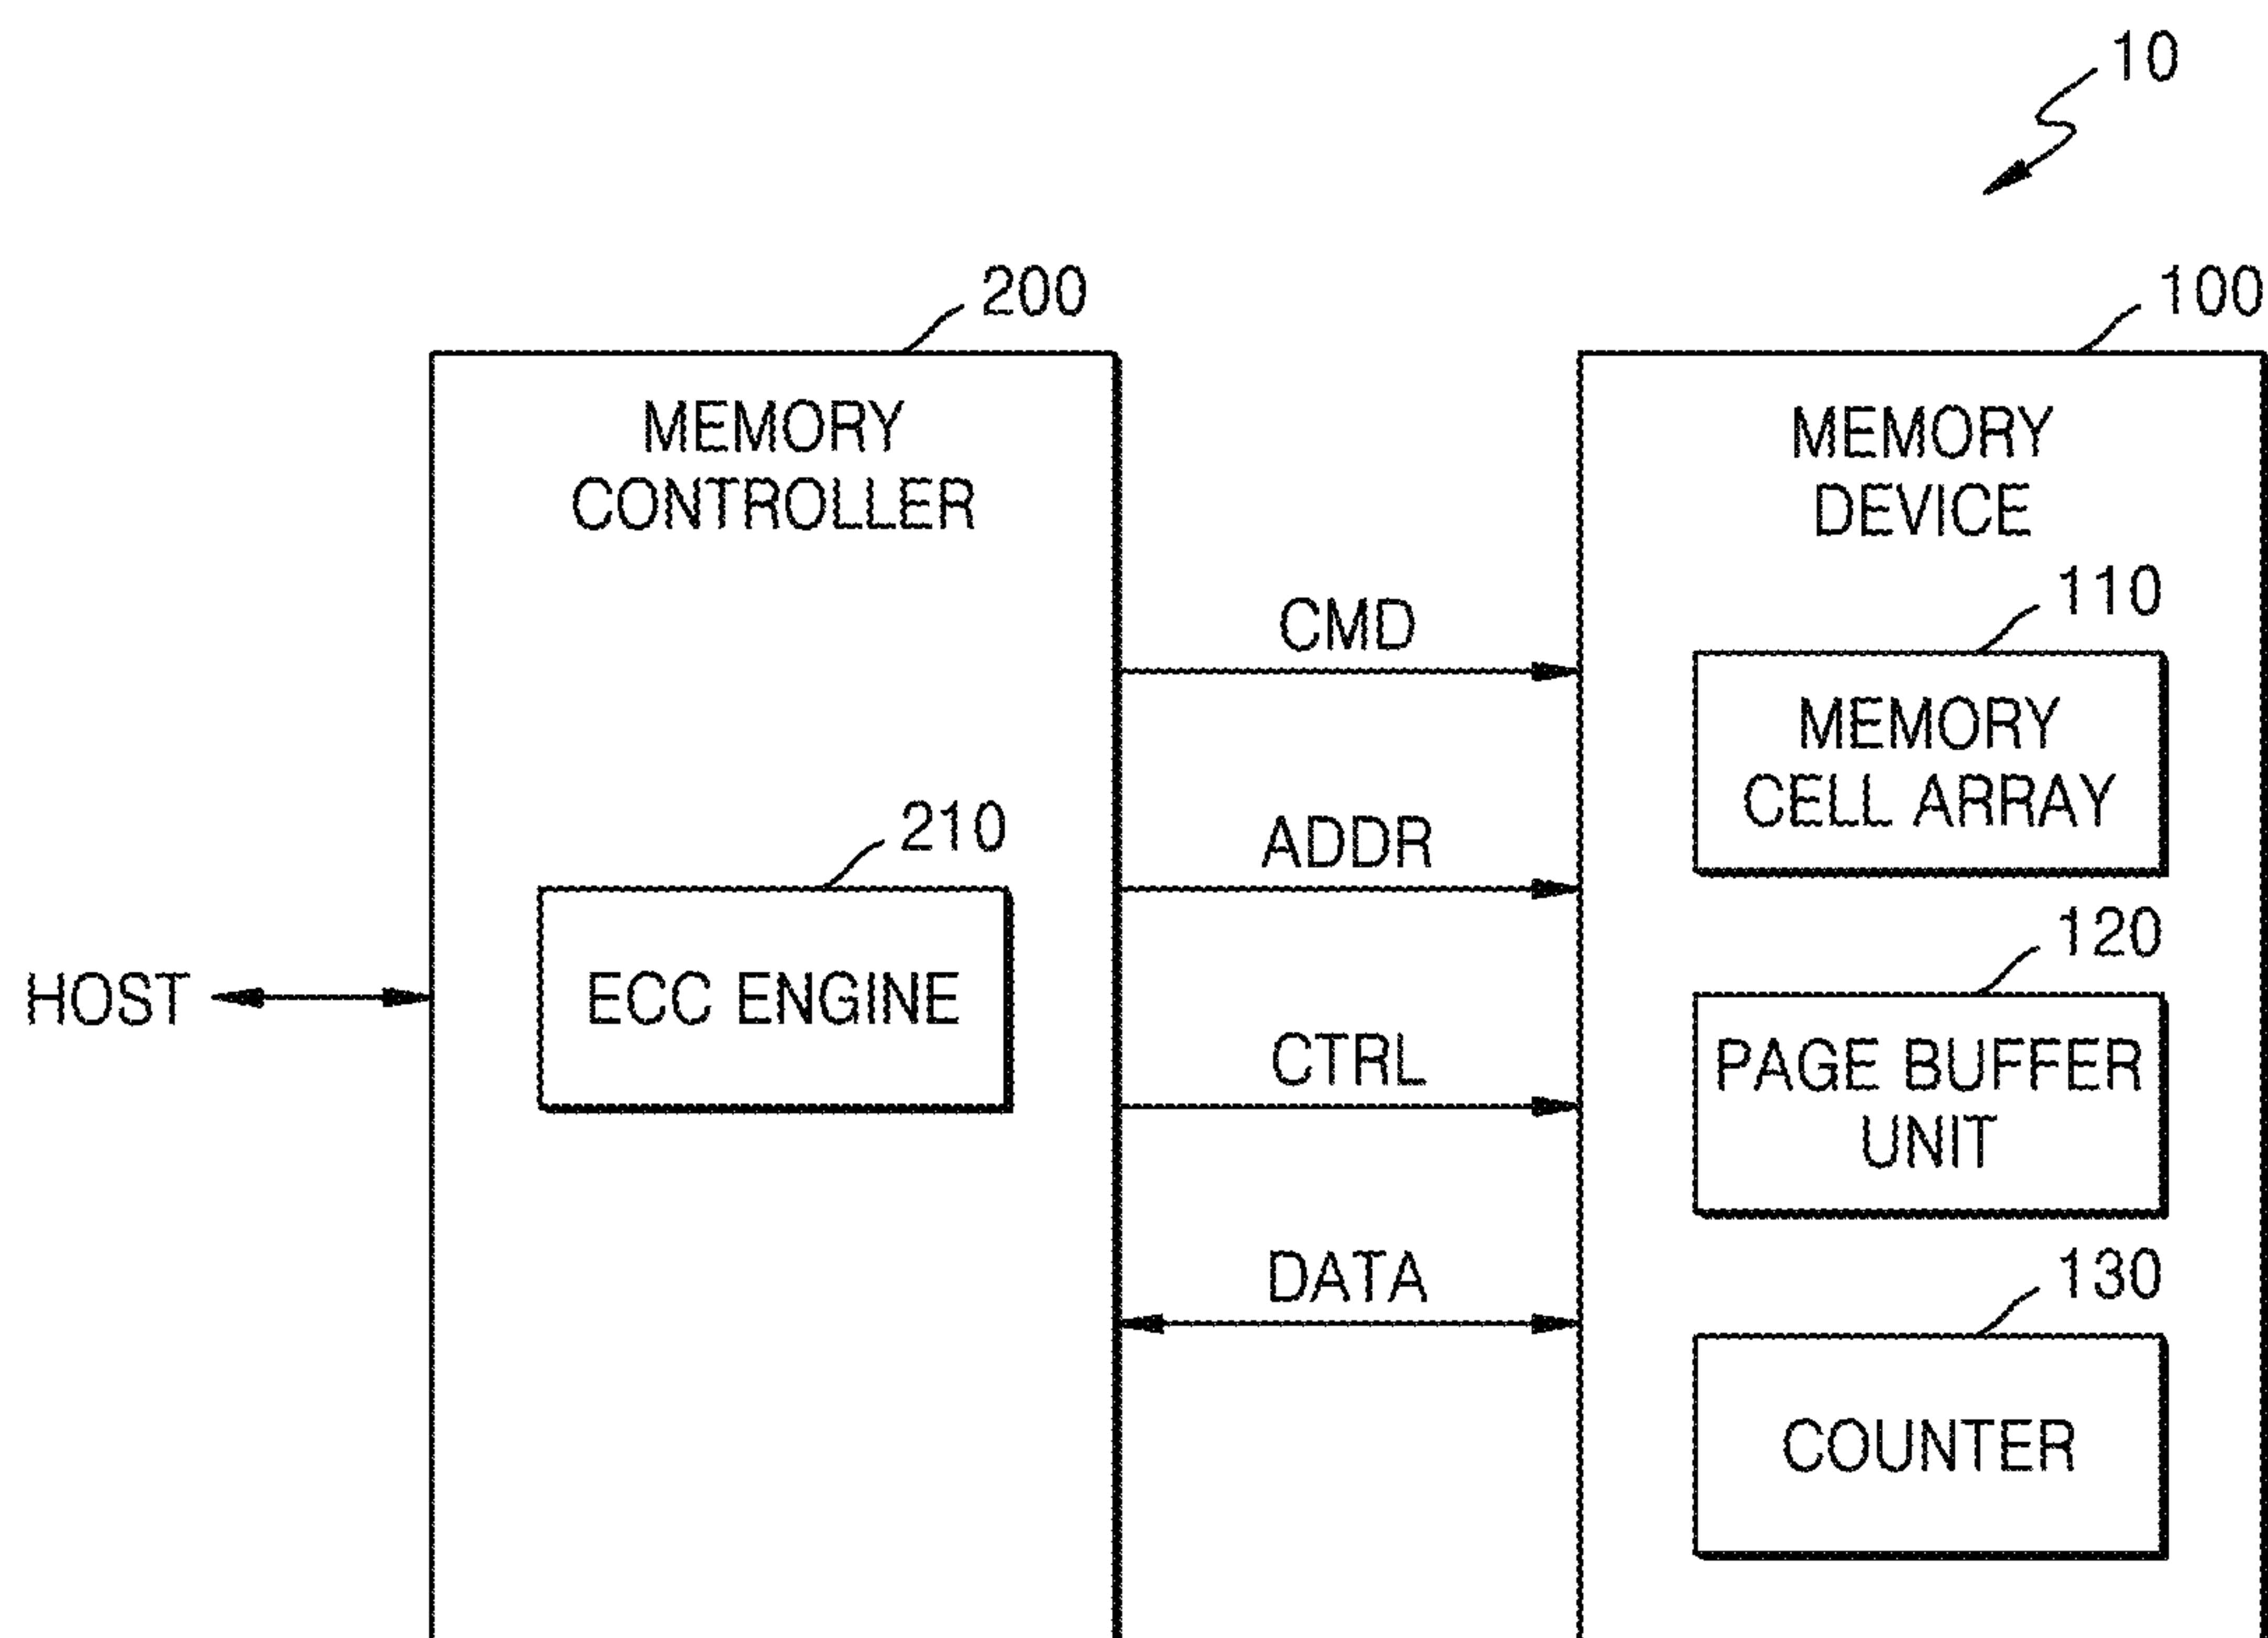 10
200
100
MEMORY
CONTROLLER
MEMORY
DEVICE
CMD
110
MEMORY
CELL ARRAY
210
ADDR
ECC ENGINE
HOST
120
PAGE BUFFER
UNIT
CTRL
DATA
130
COUNTER